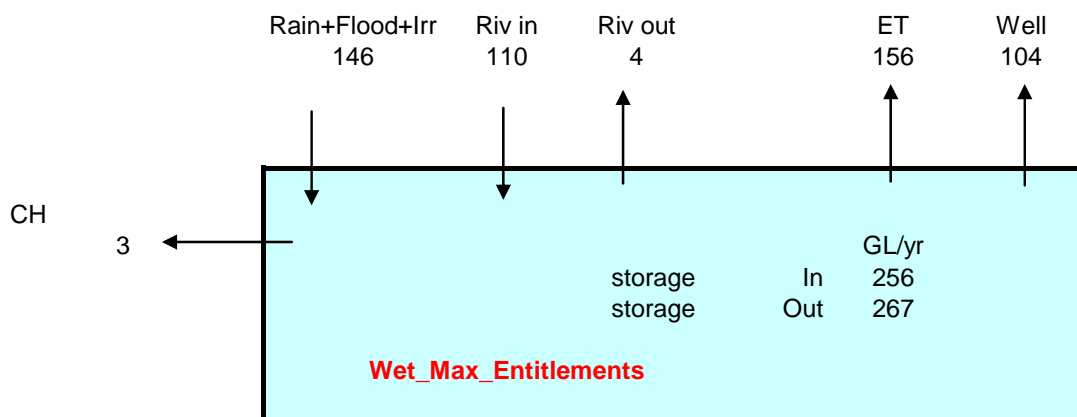 Rain+Flood+Irr Riv in Riv out ET Well
146 110 4 156 104
CH
3
GL/yr
storage In 256
storage Out 267
Wet_Max_Entitlements